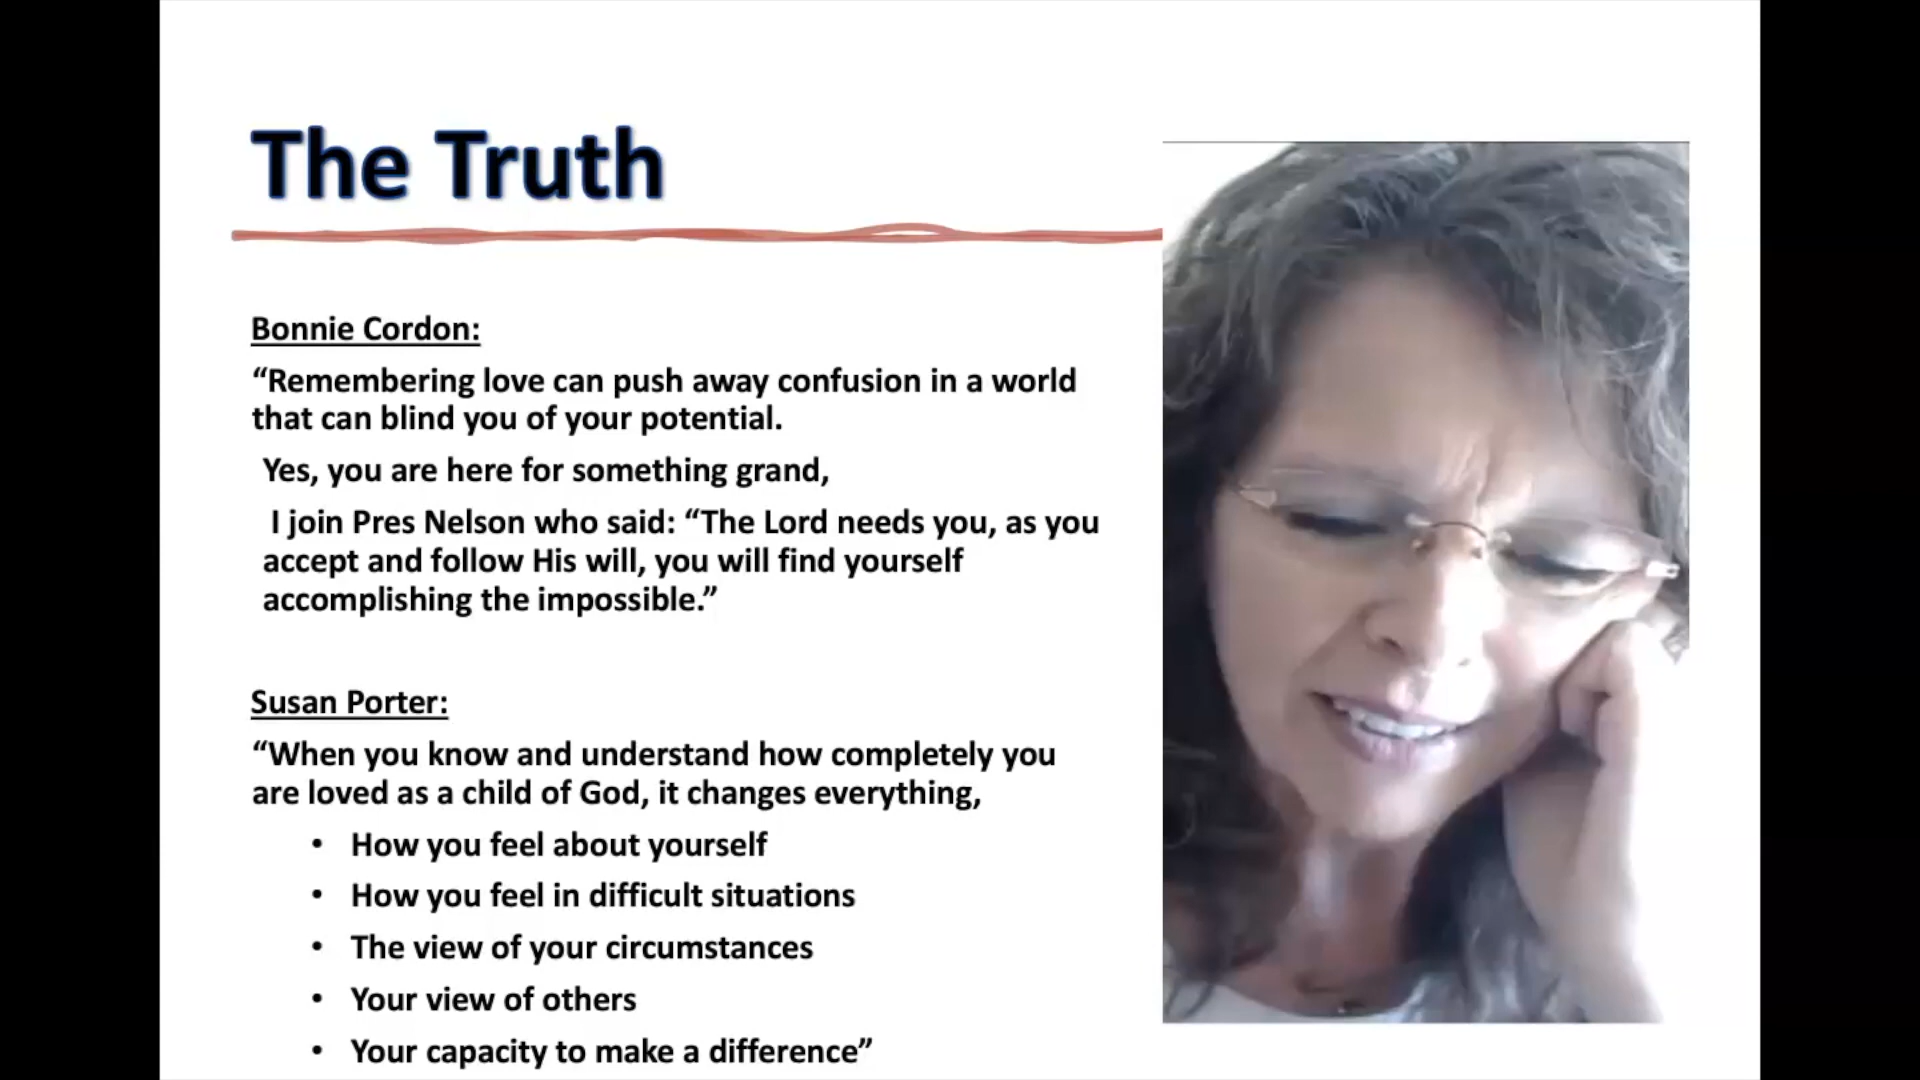 The Truth
Bonnie Cordon:
“Remembering love can push away confusion in a world
that can blind you of your potential.
Yes, you are here for something grand,
I join Pres Nelson who said: “The Lord needs you, as you
accept and follow His will, you will find yourself
accomplishing the impossible.”
Susan Porter:
“When you know and understand how completely you
are loved as a child of God, it changes everything,
• How you feel about yourself
• How you feel in difficult situations
• The view of your circumstances
• Your view of others
• Your capacity to make a difference”